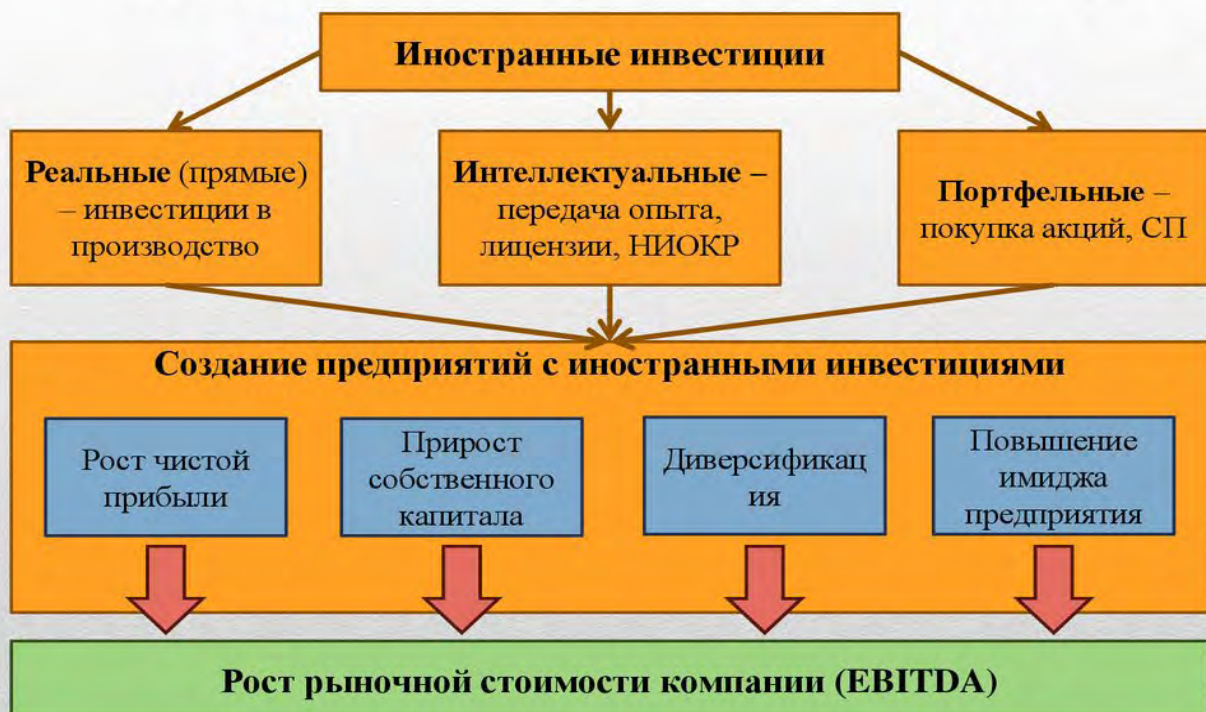 Иностранные инвестиции
Реальные (прямые)
– инвестиции в
производство
Интеллектуальные –
передача опыта,
лицензии, НИОКР
Портфельные –
покупка акций, СП
Создание предприятий с иностранными инвестициями
Рост чистой
прибыли
Прирост
собственного
капитала
Диверсификац
ия
Повышение
имиджа
предприятия
Рост рыночной стоимости компании (EBITDA)